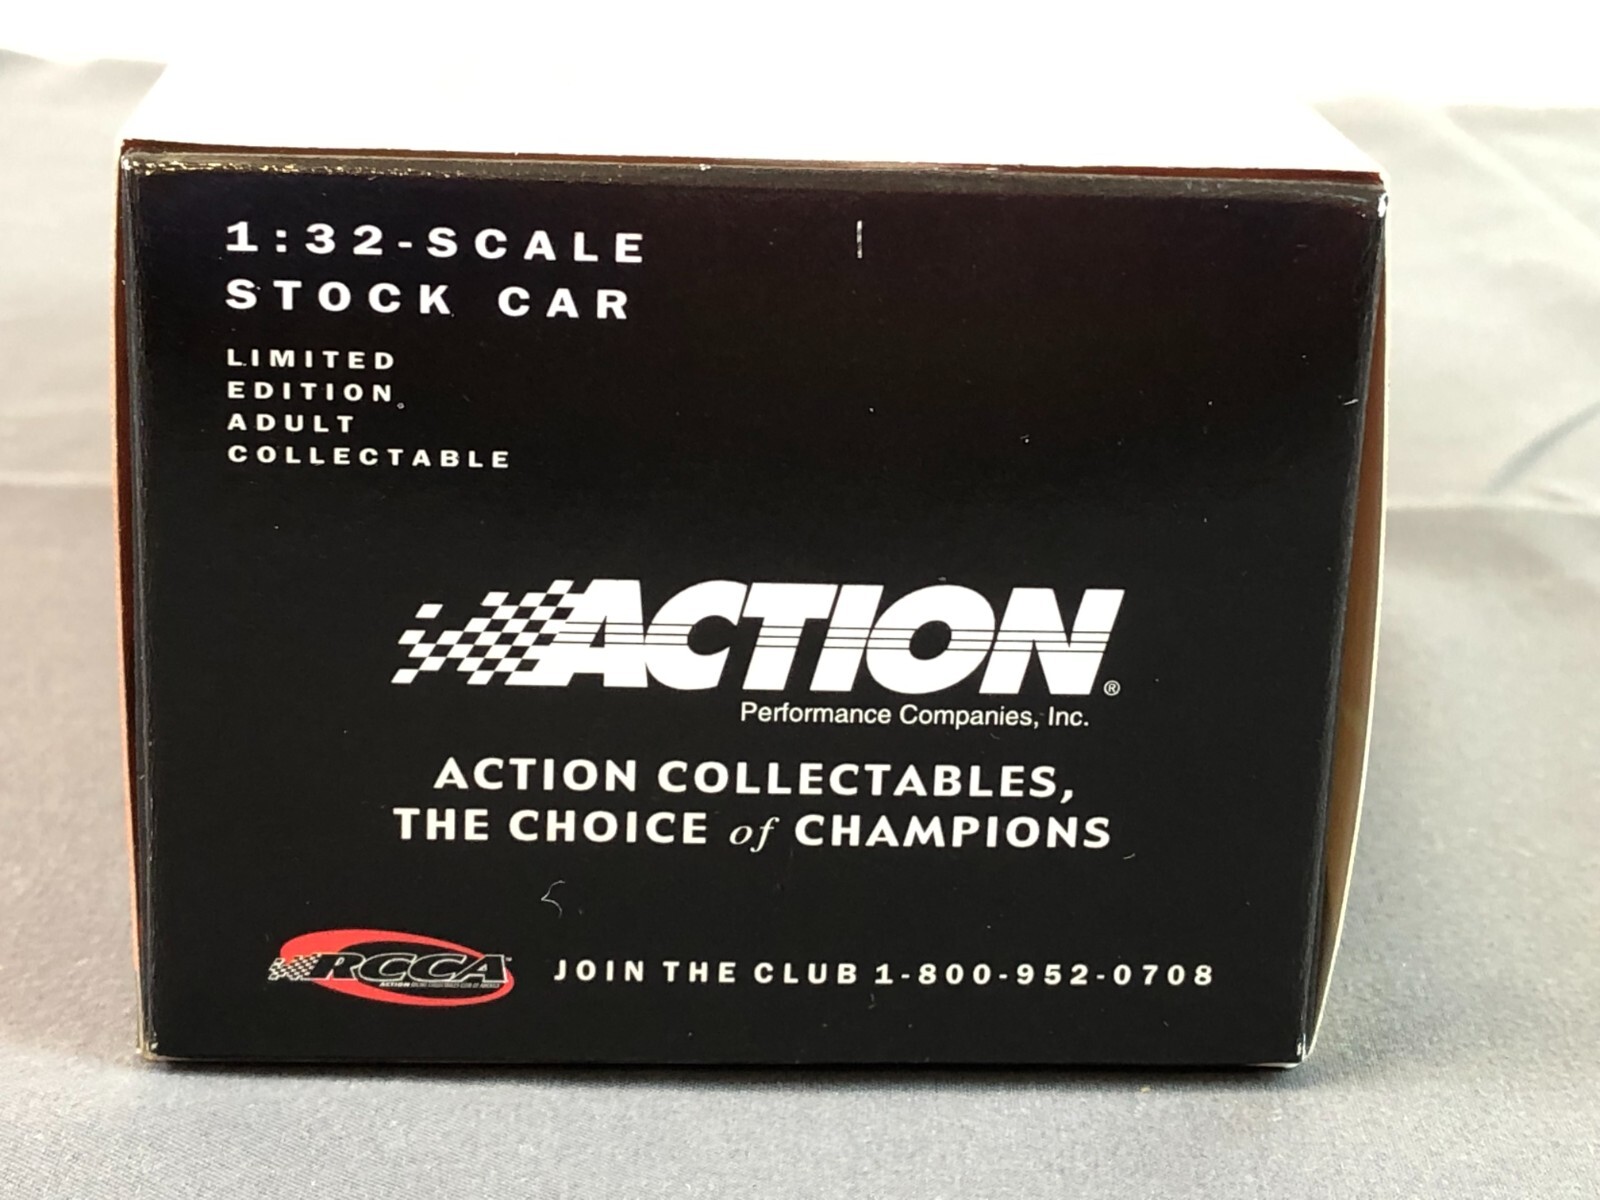 1:32-SCALE
STOCK CAR
LIMITED
EDITION
ADULT
COLLECTABLE
ACTION®
Performance Companies, Inc.
ACTION COLLECTABLES,
THE CHOICE of CHAMPIONS
RCCA
JOIN THE CLUB 1-800-952-0708